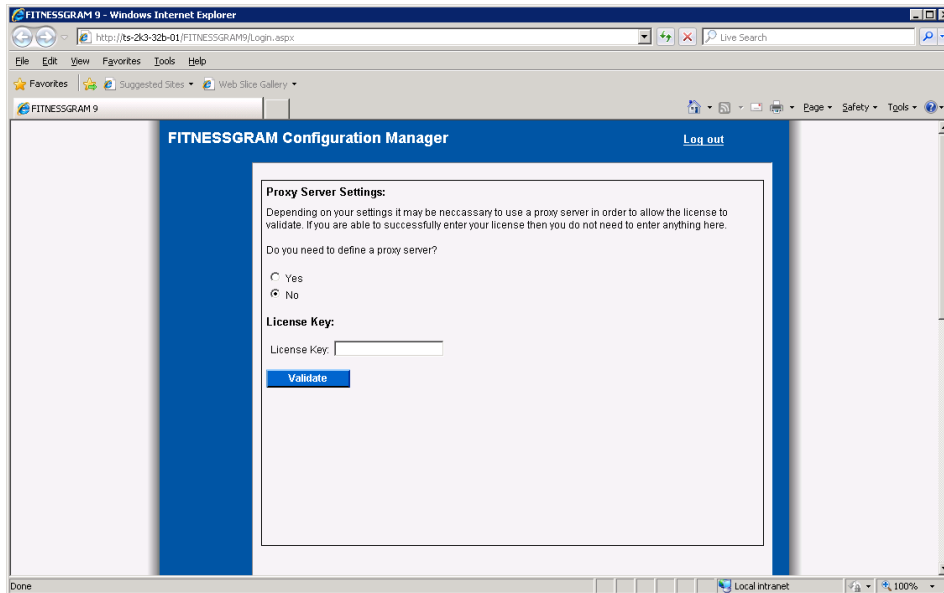 FITNESSGRAM 9 - Windows Internet Explorer
http://ts-2k3-32b-01/FITNESSGRAM9/Login.aspx
Live Search
File Edit View Favorites Tools Help
Favorites Suggested Sites Web Slice Gallery
FITNESSGRAM 9
Page Safety Tools
FITNESSGRAM Configuration Manager
Log out
Proxy Server Settings:
Depending on your settings it may be neccassary to use a proxy server in order to allow the license to
validate. If you are able to successfully enter your license then you do not need to enter anything here.
Do you need to define a proxy server?
Yes
No
License Key:
License Key:
Validate
Done
Local intranet
100%